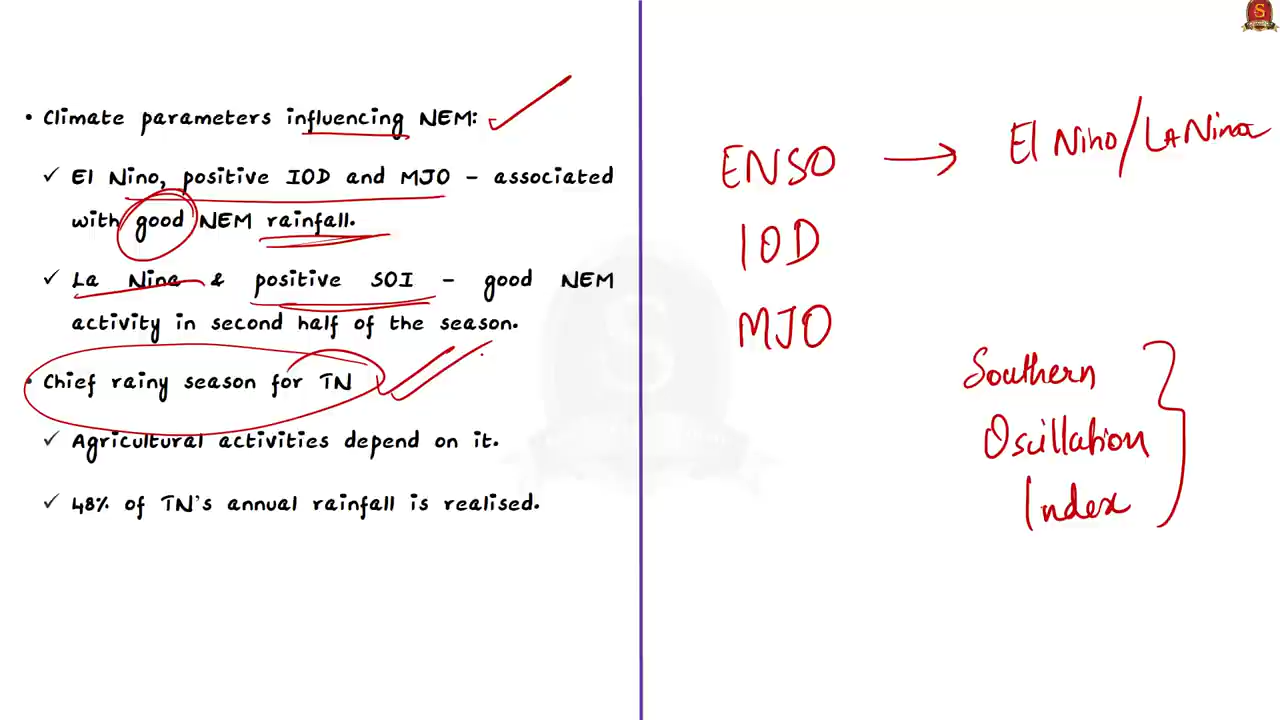 • Climate parameters influencing NEM:
✓ El Nino, positive IOD and MJO – associated
with good NEM rainfall.
✓ La Nina & positive SOI – good NEM
activity in second half of the season.
• Chief rainy season for TN
✓ Agricultural activities depend on it.
✓ 48% of TN's annual rainfall is realised.
ENSO → El Nino/LA Nina
IOD
MJO
Southern
Oscillation
Index
S